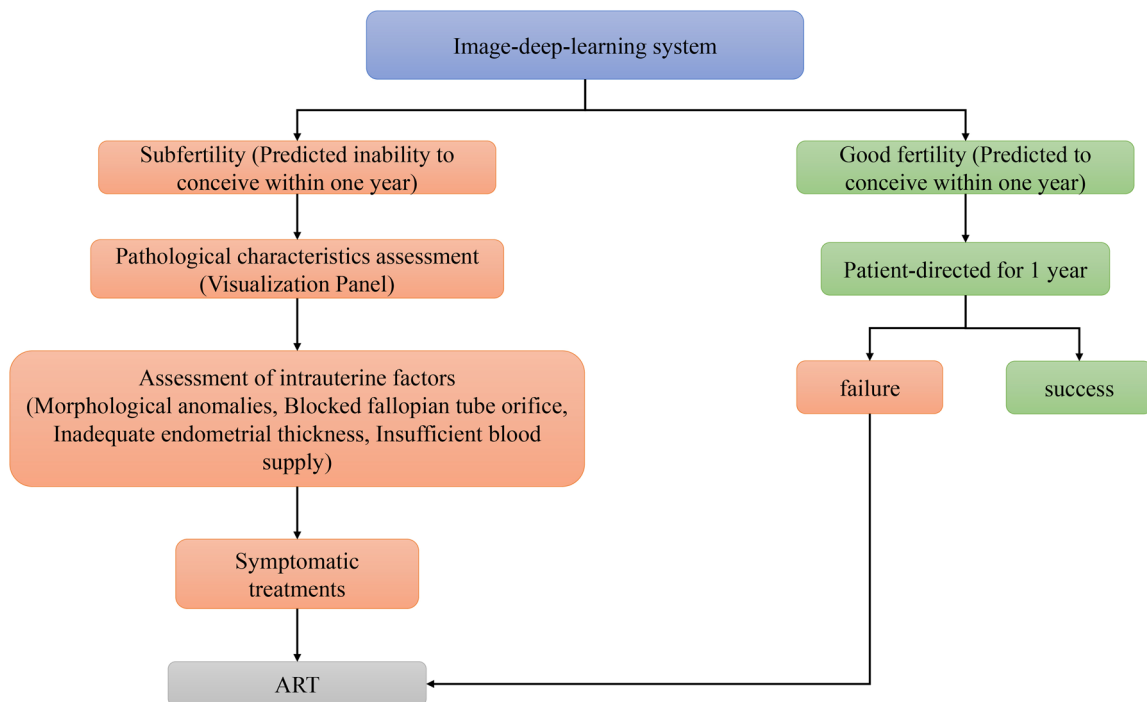 Image-deep-learning system
Subfertility (Predicted inability to
conceive within one year)
Good fertility (Predicted to
conceive within one year)
Pathological characteristics assessment
(Visualization Panel)
Patient-directed for 1 year
Assessment of intrauterine factors
(Morphological anomalies, Blocked fallopian tube orifice,
Inadequate endometrial thickness, Insufficient blood
supply)
failure
success
Symptomatic
treatments
ART